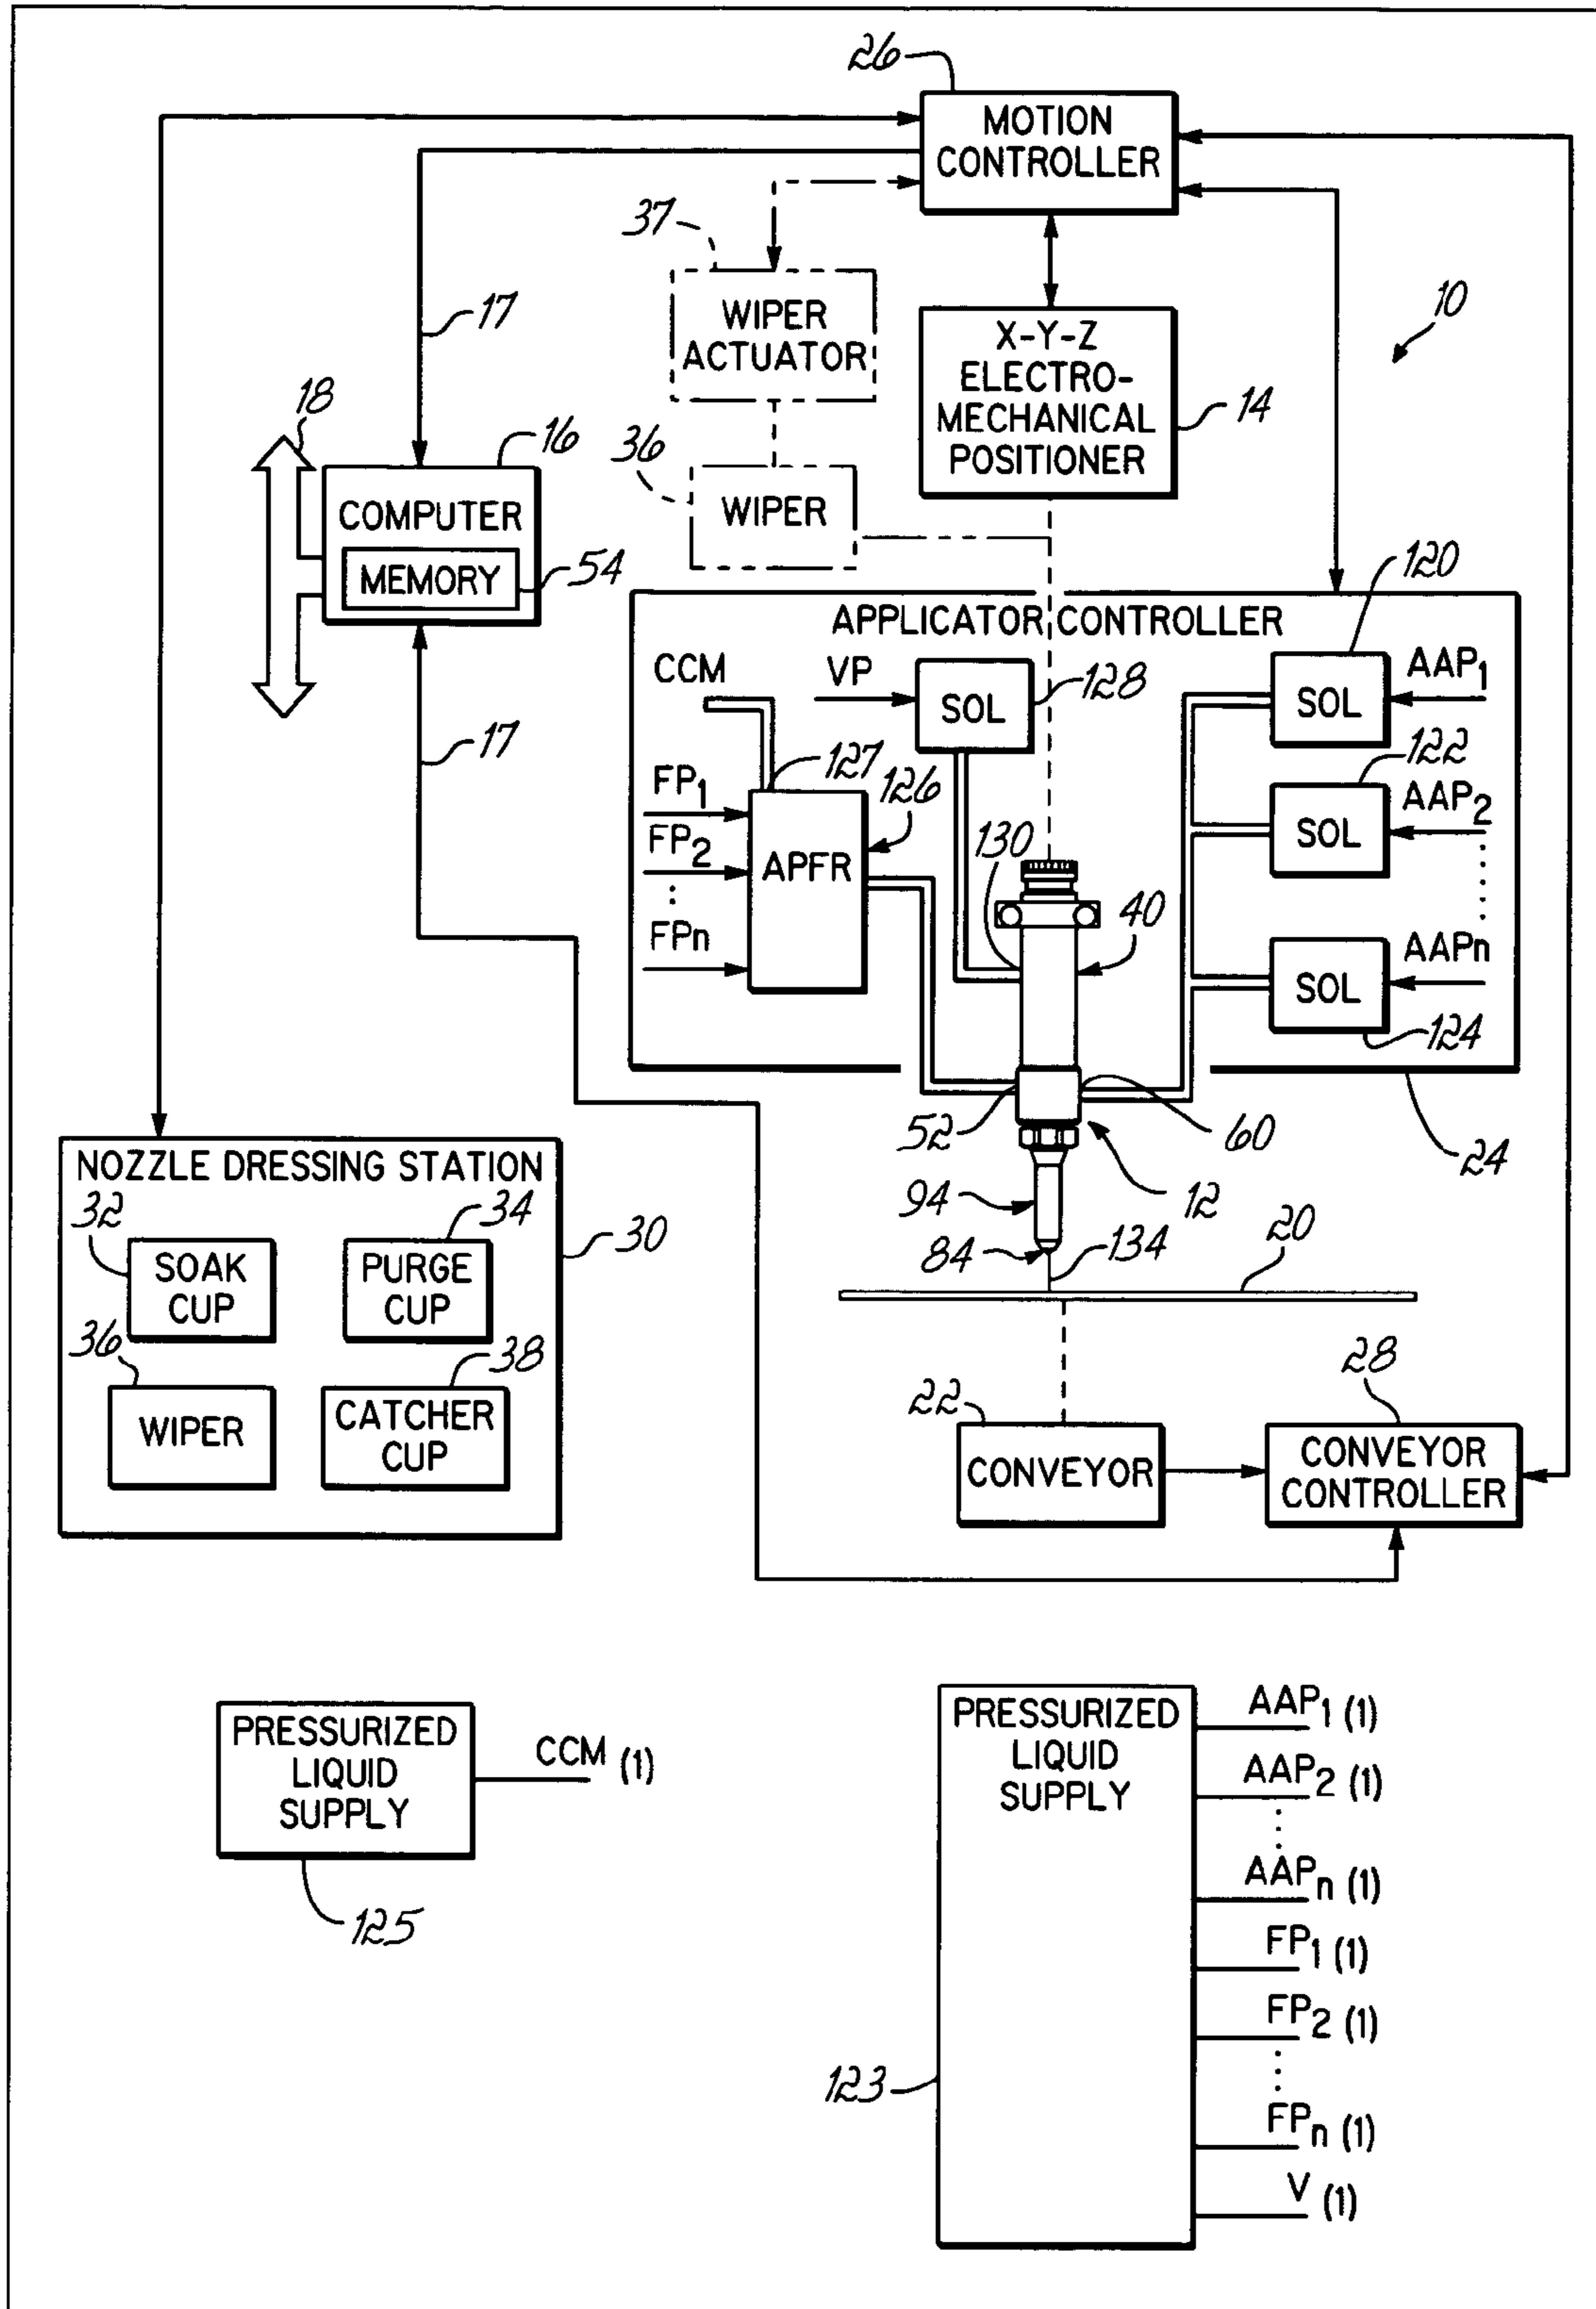 26
MOTION
CONTROLLER
37
WIPER
ACTUATOR
17
10
X-Y-Z
ELECTRO-
MECHANICAL
POSITIONER
14
18
16
36
WIPER
COMPUTER
MEMORY
54
120
APPLICATOR CONTROLLER
CCM
VP
SOL
128
SOL
AAP1
17
127
126
122
FP1
SOL
AAP2
FP2
APFR
130
40
FPn
SOL
AAPn
124
52
60
24
NOZZLE DRESSING STATION
94
12
32
34
30
84
134
20
SOAK
CUP
PURGE
CUP
36
38
28
22
WIPER
CATCHER
CUP
CONVEYOR
CONVEYOR
CONTROLLER
PRESSURIZED
LIQUID
SUPPLY
CCM (1)
125
PRESSURIZED
LIQUID
SUPPLY
AAP1 (1)
AAP2 (1)
AAPn (1)
FP1 (1)
FP2 (1)
123
FPn (1)
V (1)